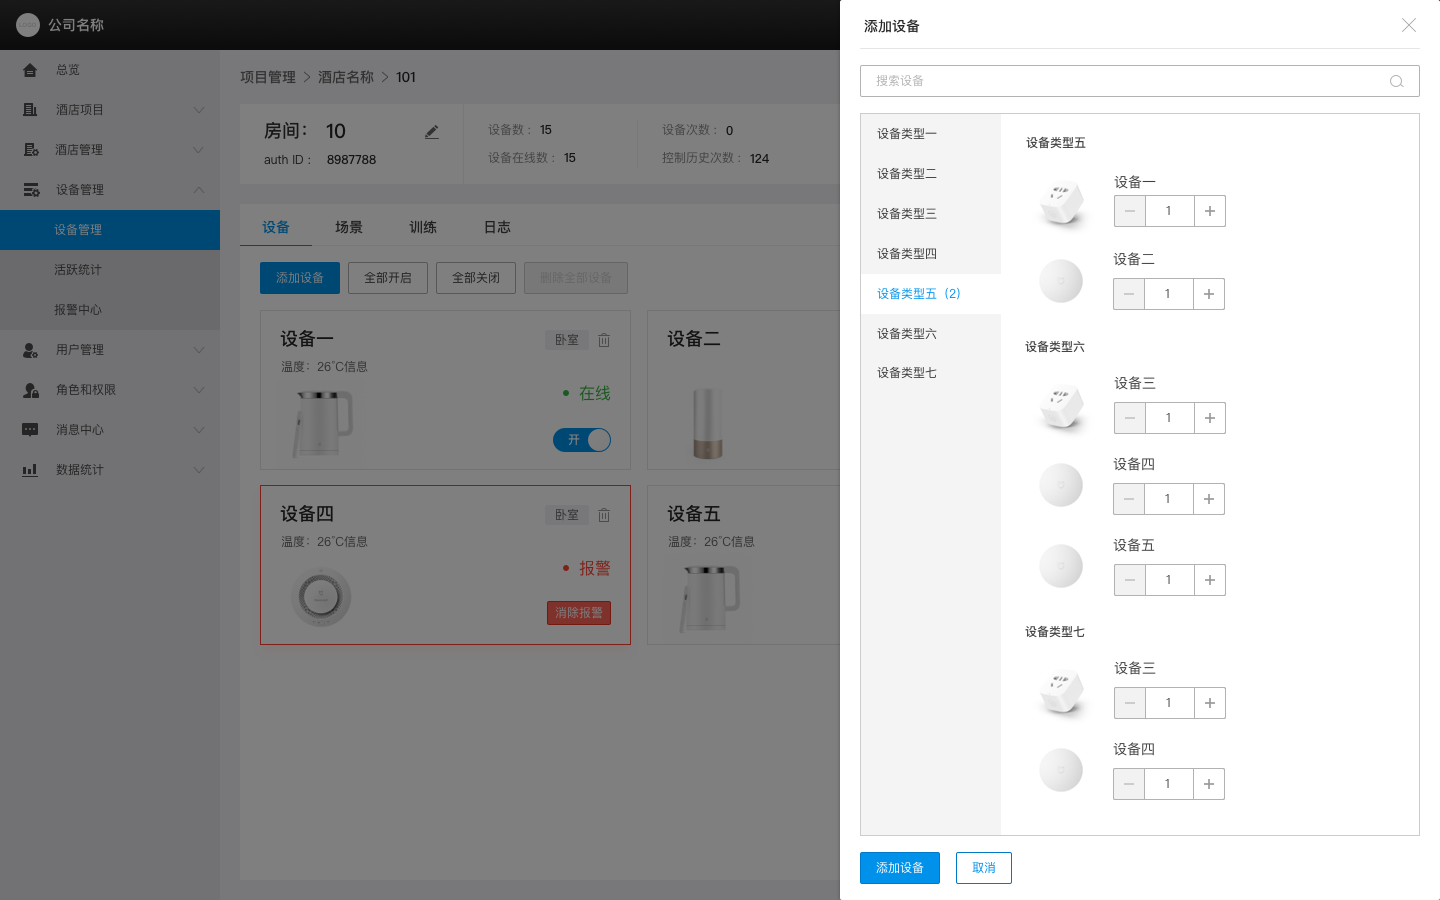 公司名称
总览
酒店项目
酒店管理
设备管理
设备管理
活跃统计
报警中心
用户管理
角色和权限
消息中心
数据统计
项目管理 > 酒店名称 > 101
房间： 10
auth ID： 8987788
设备数： 15
设备在线数： 15
设备次数： 0
控制历史次数： 124
设备 场景 训练 日志
添加设备 全部开启 全部关闭 删除全部设备
设备一 卧室
温度：26°C信息
在线
开
设备二
设备四 卧室
温度：26°C信息
报警
消除报警
设备五
温度：26°C信息
添加设备
搜索设备
设备类型一
设备类型二
设备类型三
设备类型四
设备类型五（2）
设备类型六
设备类型七
设备类型五
设备一
1
设备二
1
设备类型六
设备三
1
设备四
1
设备五
1
设备类型七
设备三
1
设备四
1
添加设备 取消